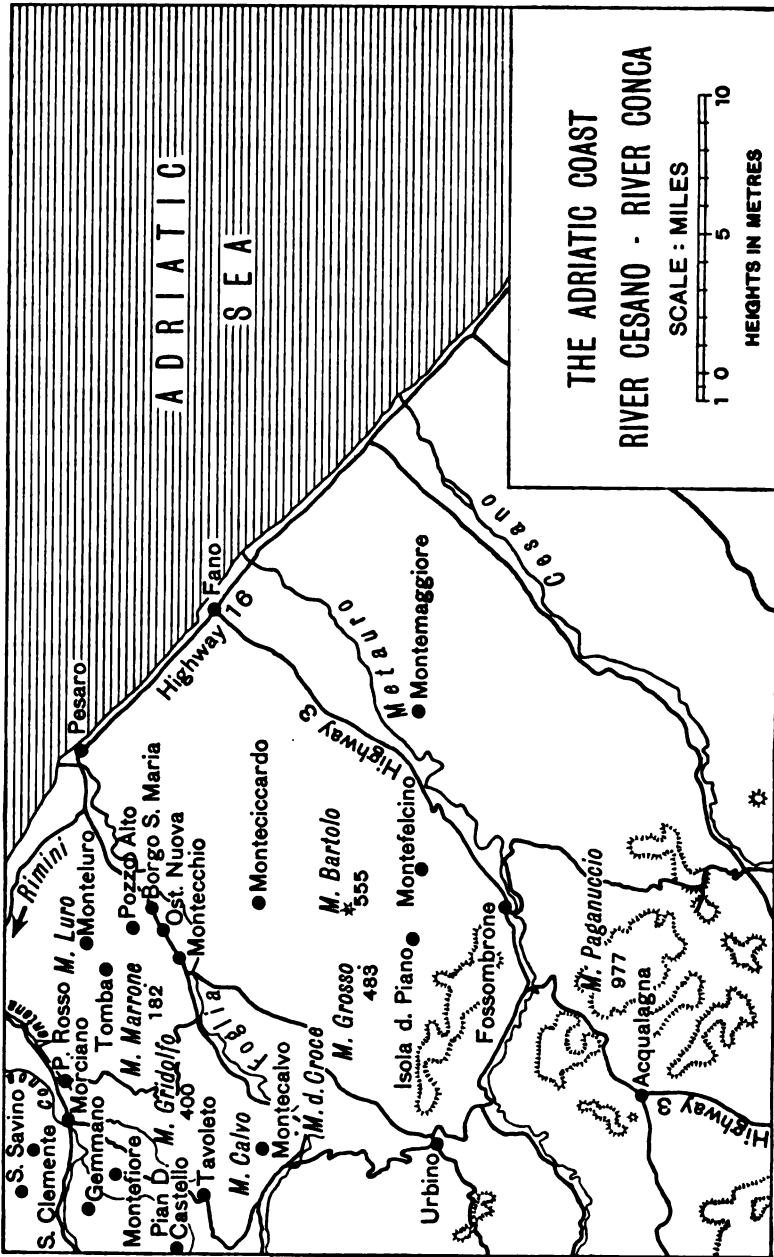 ADRIATIC
SEA
Rimini
S. Savino
S. Clemente
Conca
Ventena
P. Rosso
Morciano
Gemmano
Montefiore
Pian D.
Castello
M. Gridolfo
400
Tavoleto
M. Luro
Monteluro
Tomba
M. Marrone
182
Pozzo Alto
Borgo S. Maria
Ost. Nuova
Montecchio
Pesaro
Highway 16
Fano
Foglia
M. Calvo
Montecalvo
M. d. Croce
M. Grosso
483
Monteciccardo
M. Bartolo
555
Isola d. Piano
Montefelcino
Highway 3
Metauro
Montemaggiore
Cesano
Urbino
Fossombrone
M. Paganuccio
977
Acqualagna
Highway 3
THE ADRIATIC COAST
RIVER CESANO - RIVER CONCA
SCALE : MILES
1 0 5 10
HEIGHTS IN METRES